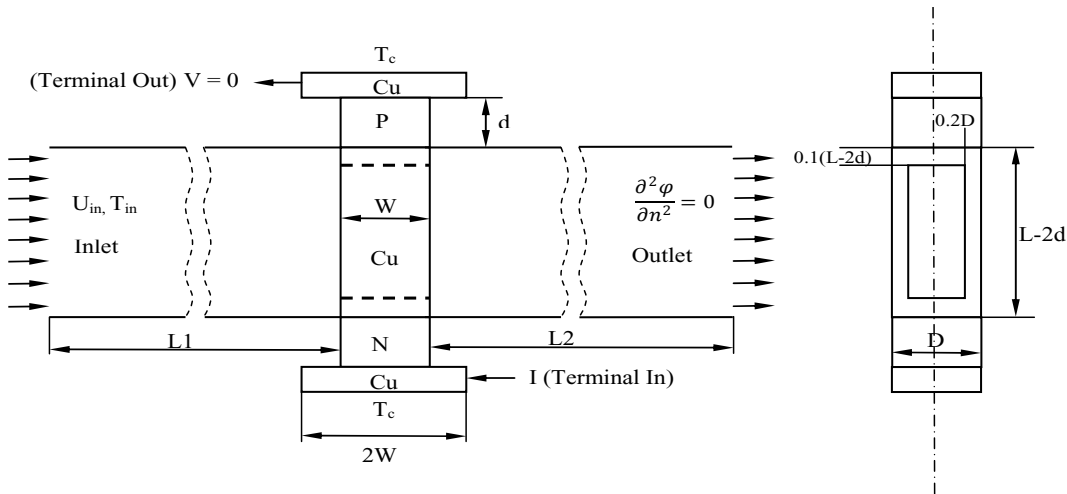 T_c
(Terminal Out) V = 0
Cu
P
d
0.2D
0.1(L-2d)
U_in, T_in
W
∂²φ/∂n² = 0
Inlet
Cu
Outlet
L-2d
L1
N
L2
D
Cu
I (Terminal In)
T_c
2W